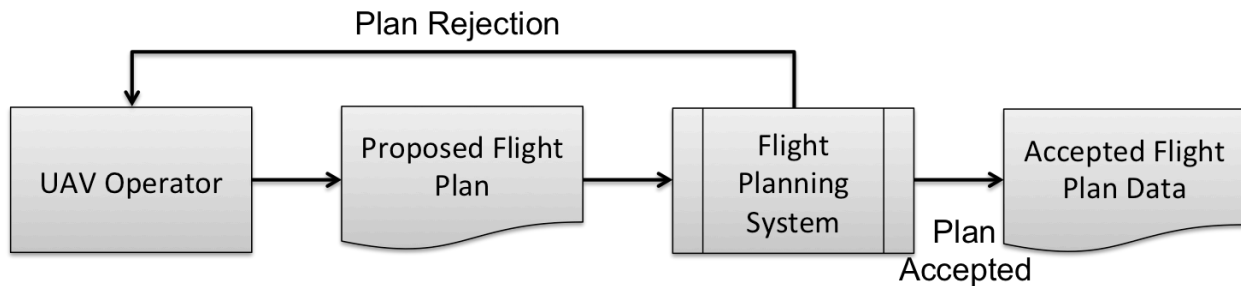 Plan Rejection
UAV Operator
Proposed Flight
Plan
Flight
Planning
System
Accepted Flight
Plan Data
Plan
Accepted